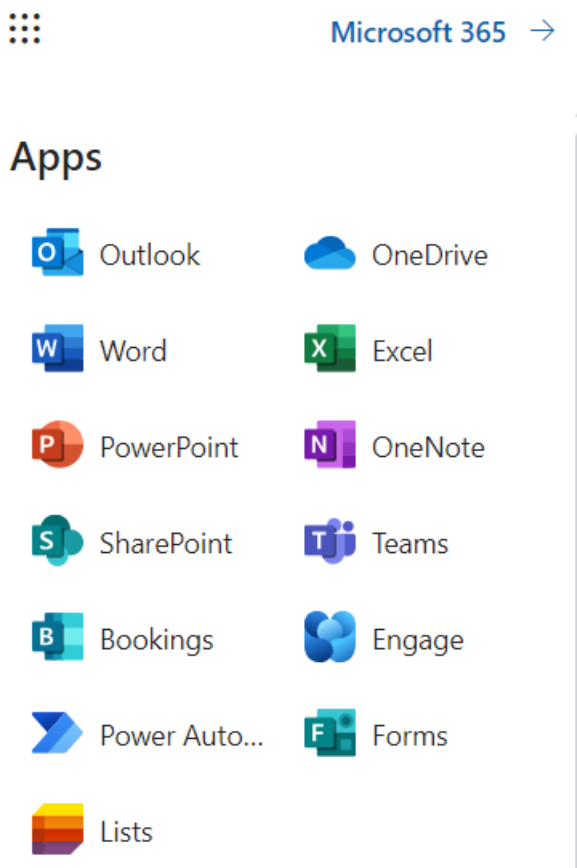 Microsoft 365 →
Apps
Outlook
OneDrive
Word
Excel
PowerPoint
OneNote
SharePoint
Teams
Bookings
Engage
Power Auto...
Forms
Lists